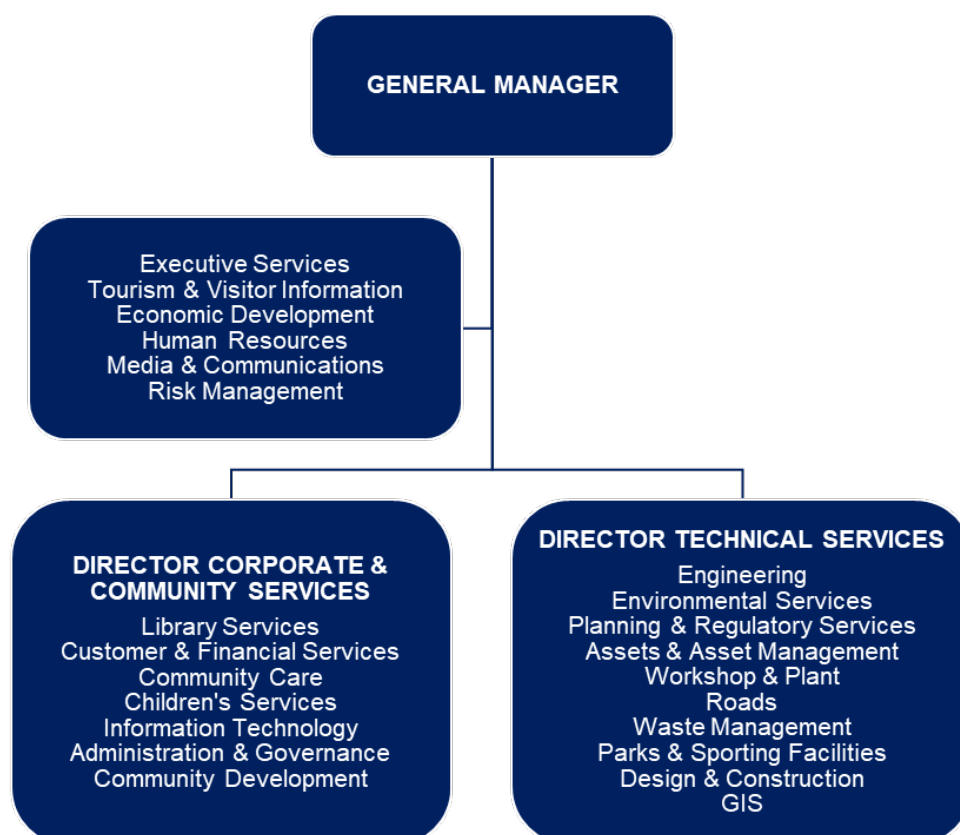 GENERAL MANAGER
Executive Services
Tourism & Visitor Information
Economic Development
Human Resources
Media & Communications
Risk Management
DIRECTOR CORPORATE &
COMMUNITY SERVICES
Library Services
Customer & Financial Services
Community Care
Children's Services
Information Technology
Administration & Governance
Community Development
DIRECTOR TECHNICAL SERVICES
Engineering
Environmental Services
Planning & Regulatory Services
Assets & Asset Management
Workshop & Plant
Roads
Waste Management
Parks & Sporting Facilities
Design & Construction
GIS